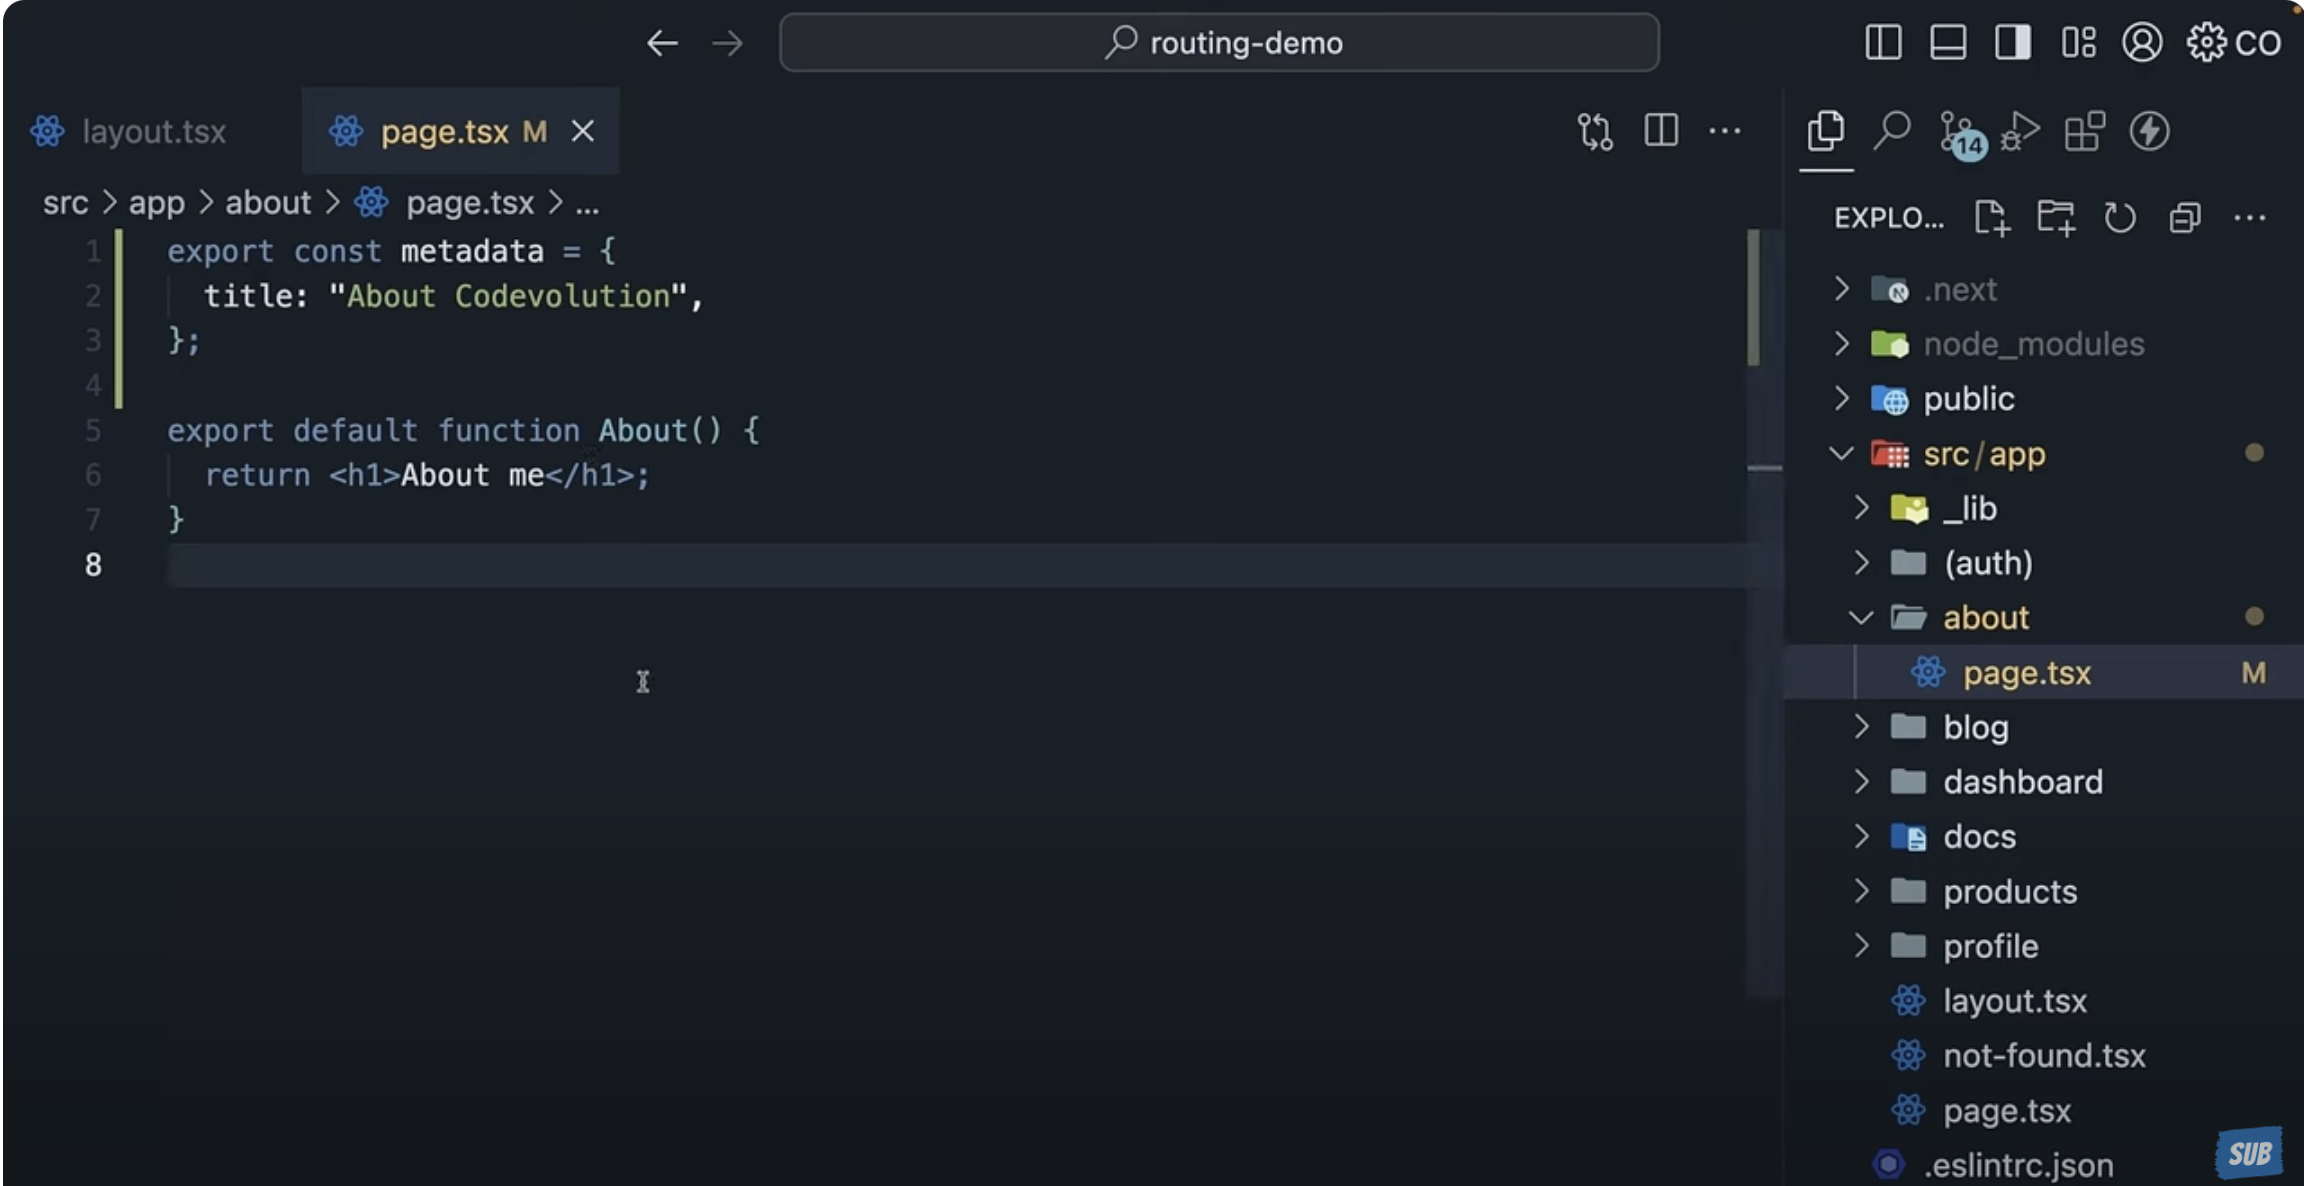 routing-demo
CO
layout.tsx
page.tsx M
14
src > app > about > page.tsx > ...
EXPLO...
1 export const metadata = {
2 title: "About Codevolution",
3 };
4
5 export default function About() {
6 return <h1>About me</h1>;
7 }
8
.next
node_modules
public
src/app
_lib
(auth)
about
page.tsx M
blog
dashboard
docs
products
profile
layout.tsx
not-found.tsx
page.tsx
.eslintrc.json
SUB